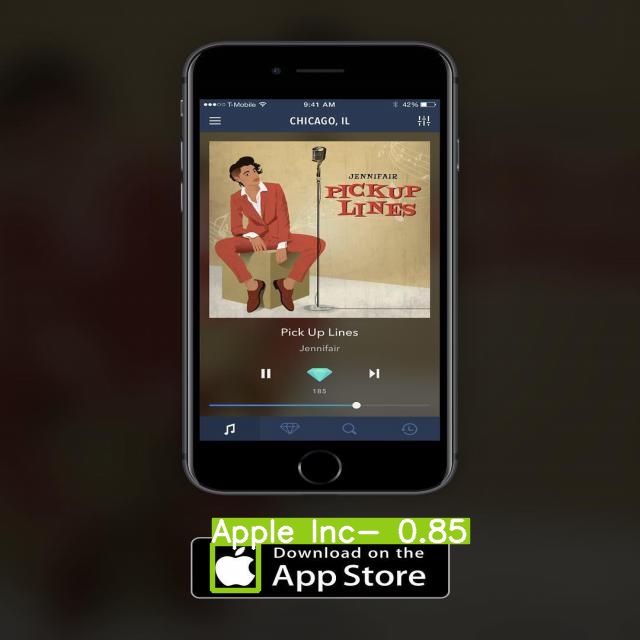 T-Mobile 9:41 AM 42%
CHICAGO, IL
JENNIFAIR
PICKUP
LINES
Pick Up Lines
Jennifair
185
Apple Inc- 0.85
Download on the
App Store